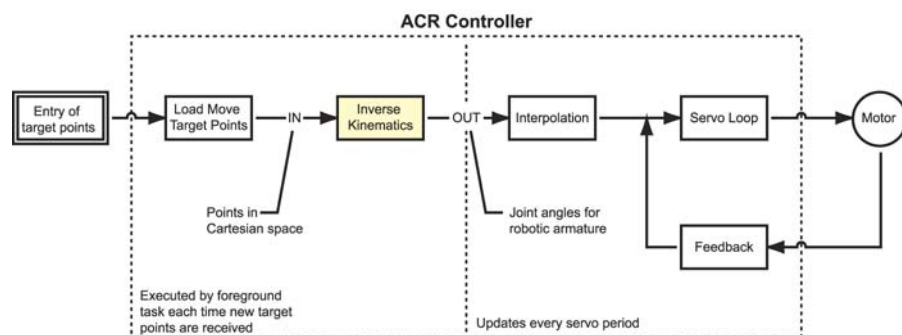 ACR Controller
Entry of
target points
Load Move
Target Points
IN
Inverse
Kinematics
OUT
Interpolation
Servo Loop
Motor
Points in
Cartesian space
Joint angles for
robotic armature
Feedback
Executed by foreground
task each time new target
points are received
Updates every servo period